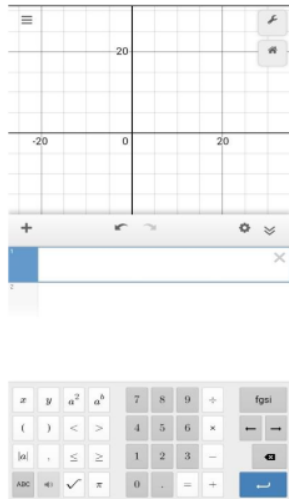 20
-20 0 20
1
2
x y a² aᵇ 7 8 9 ÷ fgsi
( ) < > 4 5 6 ×
|a| , ≤ ≥ 1 2 3 −
ABC √ π 0 . = +